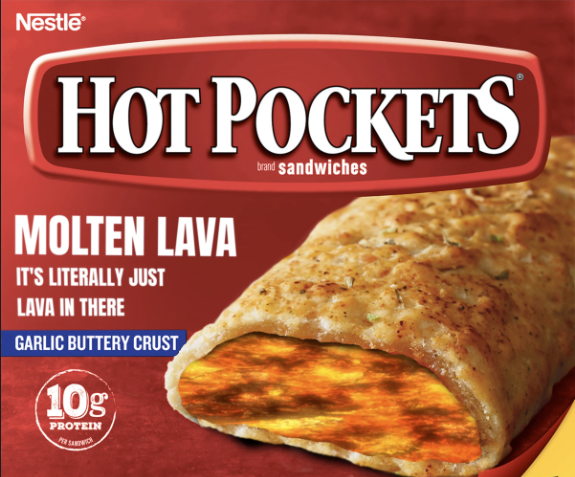 Nestlé®
HOT POCKETS®
brand sandwiches
MOLTEN LAVA
IT'S LITERALLY JUST
LAVA IN THERE
GARLIC BUTTERY CRUST
10g
PROTEIN
PER SANDWICH